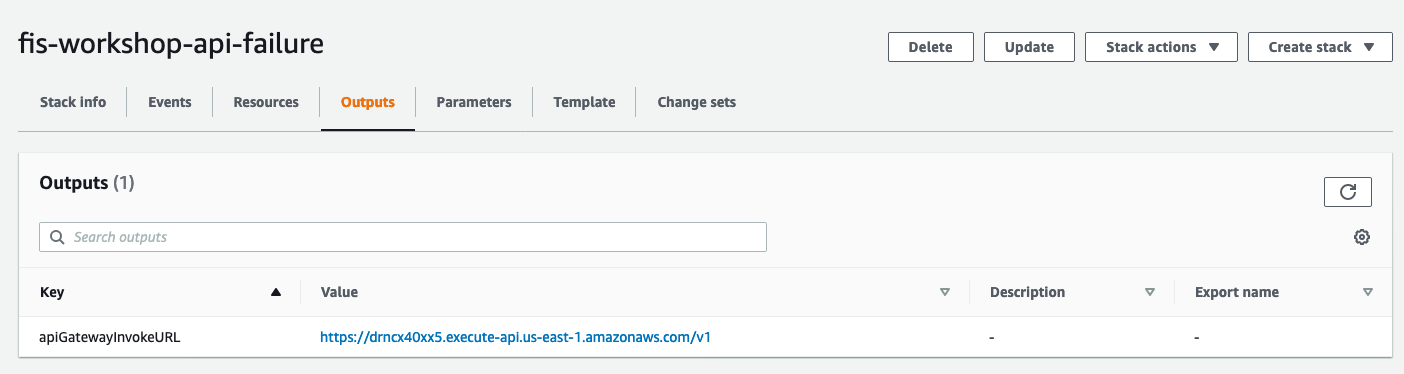 fis-workshop-api-failure
Delete Update Stack actions Create stack
Stack info Events Resources Outputs Parameters Template Change sets
Outputs (1)
Search outputs
Key Value Description Export name
apiGatewayInvokeURL https://drncx40xx5.execute-api.us-east-1.amazonaws.com/v1 - -